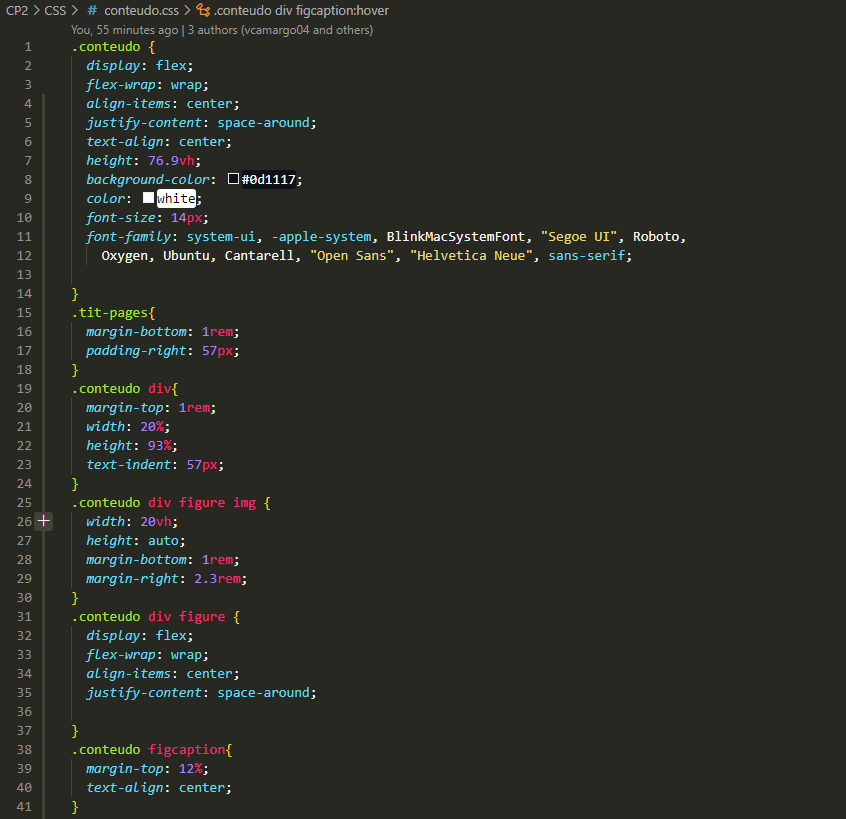 CP2 > CSS > # conteudo.css > .conteudo div figcaption:hover
You, 55 minutes ago | 3 authors (vcamargo04 and others)
1 .conteudo {
2 display: flex;
3 flex-wrap: wrap;
4 align-items: center;
5 justify-content: space-around;
6 text-align: center;
7 height: 76.9vh;
8 background-color: #0d1117;
9 color: white;
10 font-size: 14px;
11 font-family: system-ui, -apple-system, BlinkMacSystemFont, "Segoe UI", Roboto,
12 Oxygen, Ubuntu, Cantarell, "Open Sans", "Helvetica Neue", sans-serif;
13
14 }
15 .tit-pages{
16 margin-bottom: 1rem;
17 padding-right: 57px;
18 }
19 .conteudo div{
20 margin-top: 1rem;
21 width: 20%;
22 height: 93%;
23 text-indent: 57px;
24 }
25 .conteudo div figure img {
26 width: 20vh;
27 height: auto;
28 margin-bottom: 1rem;
29 margin-right: 2.3rem;
30 }
31 .conteudo div figure {
32 display: flex;
33 flex-wrap: wrap;
34 align-items: center;
35 justify-content: space-around;
36
37 }
38 .conteudo figcaption{
39 margin-top: 12%;
40 text-align: center;
41 }